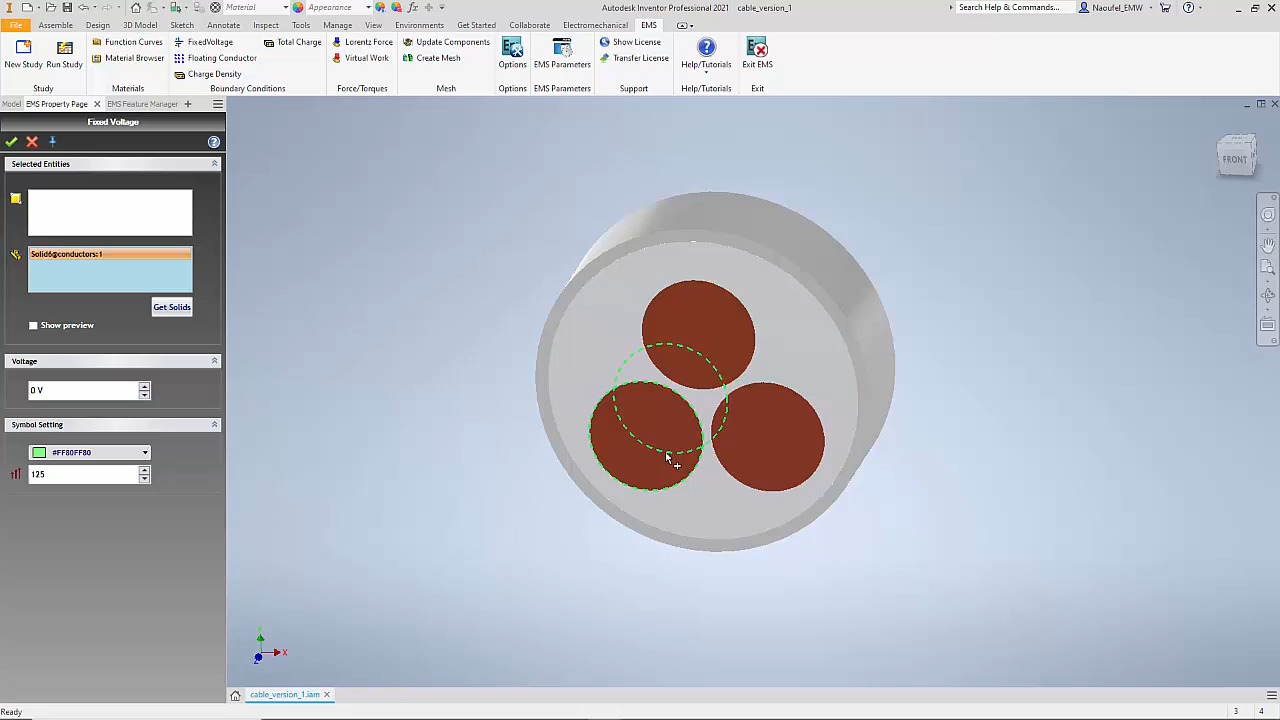 Material
Appearance
Autodesk Inventor Professional 2021 cable_version_1
Search Help & Commands...
Naoufel_EMW
File Assemble Design 3D Model Sketch Annotate Inspect Tools Manage View Environments Get Started Collaborate Electromechanical EMS
Function Curves
FixedVoltage
Total Charge
Lorentz Force
Update Components
Show License
Material Browser
Floating Conductor
Virtual Work
Create Mesh
Transfer License
New Study Run Study
Options EMS Parameters
Help/Tutorials Exit EMS
Charge Density
Study Materials Boundary Conditions Force/Torques Mesh Options EMS Parameters Support Help/Tutorials Exit
Model EMS Property Page EMS Feature Manager
Fixed Voltage
Selected Entities
Solid6@conductors:1
Get Solids
Show preview
Voltage
0 V
Symbol Setting
#FF80FF80
125
FRONT
X
cable_version_1.iam
Ready
3 4